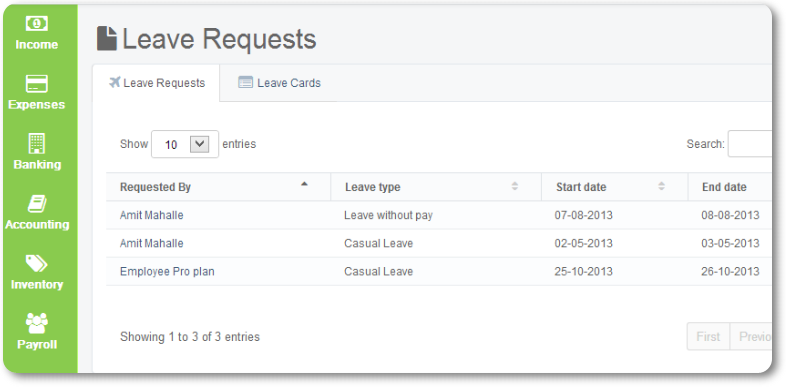 Income
Expenses
Banking
Accounting
Inventory
Payroll
Leave Requests
Leave Requests Leave Cards
Show 10 entries Search:
Requested By Leave type Start date End date
Amit Mahalle Leave without pay 07-08-2013 08-08-2013
Amit Mahalle Casual Leave 02-05-2013 03-05-2013
Employee Pro plan Casual Leave 25-10-2013 26-10-2013
Showing 1 to 3 of 3 entries First Previo